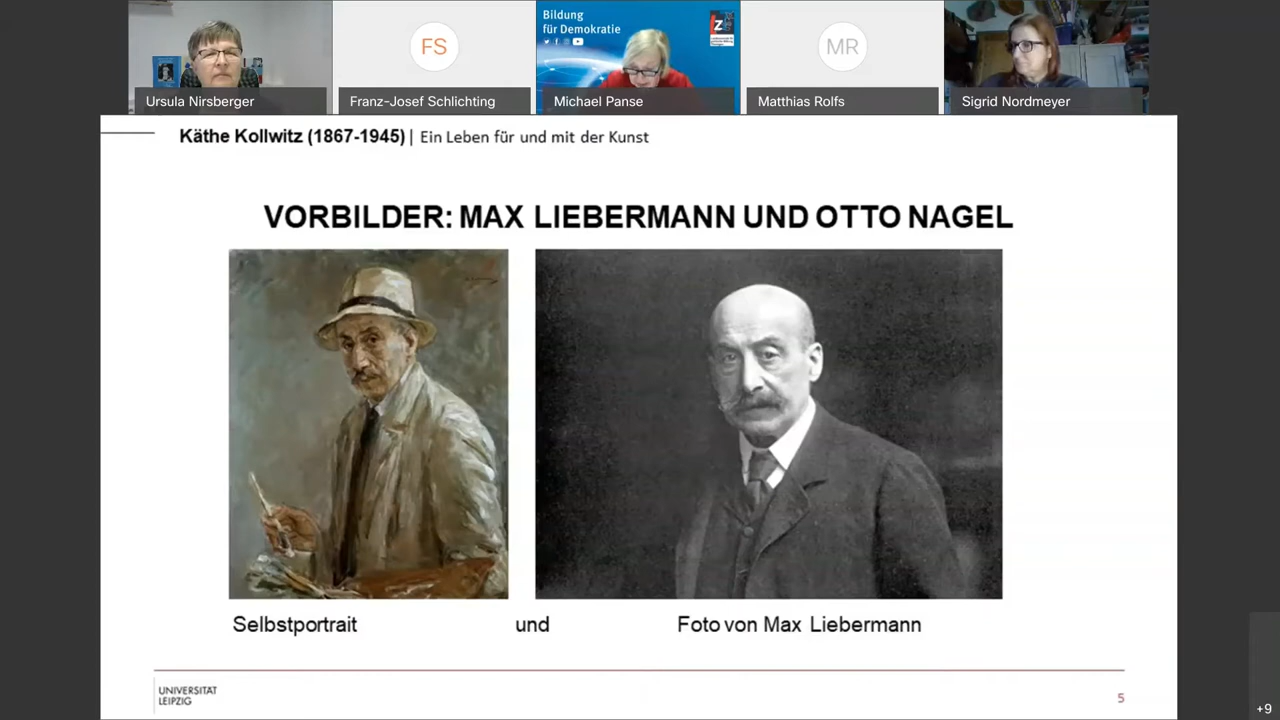 Bildung
für Demokratie
Ursula Nirsberger
FS
Franz-Josef Schlichting
Michael Panse
MR
Matthias Rolfs
Sigrid Nordmeyer
Käthe Kollwitz (1867-1945) | Ein Leben für und mit der Kunst
VORBILDER: MAX LIEBERMANN UND OTTO NAGEL
Selbstportrait und Foto von Max Liebermann
UNIVERSITÄT
LEIPZIG
5
+9